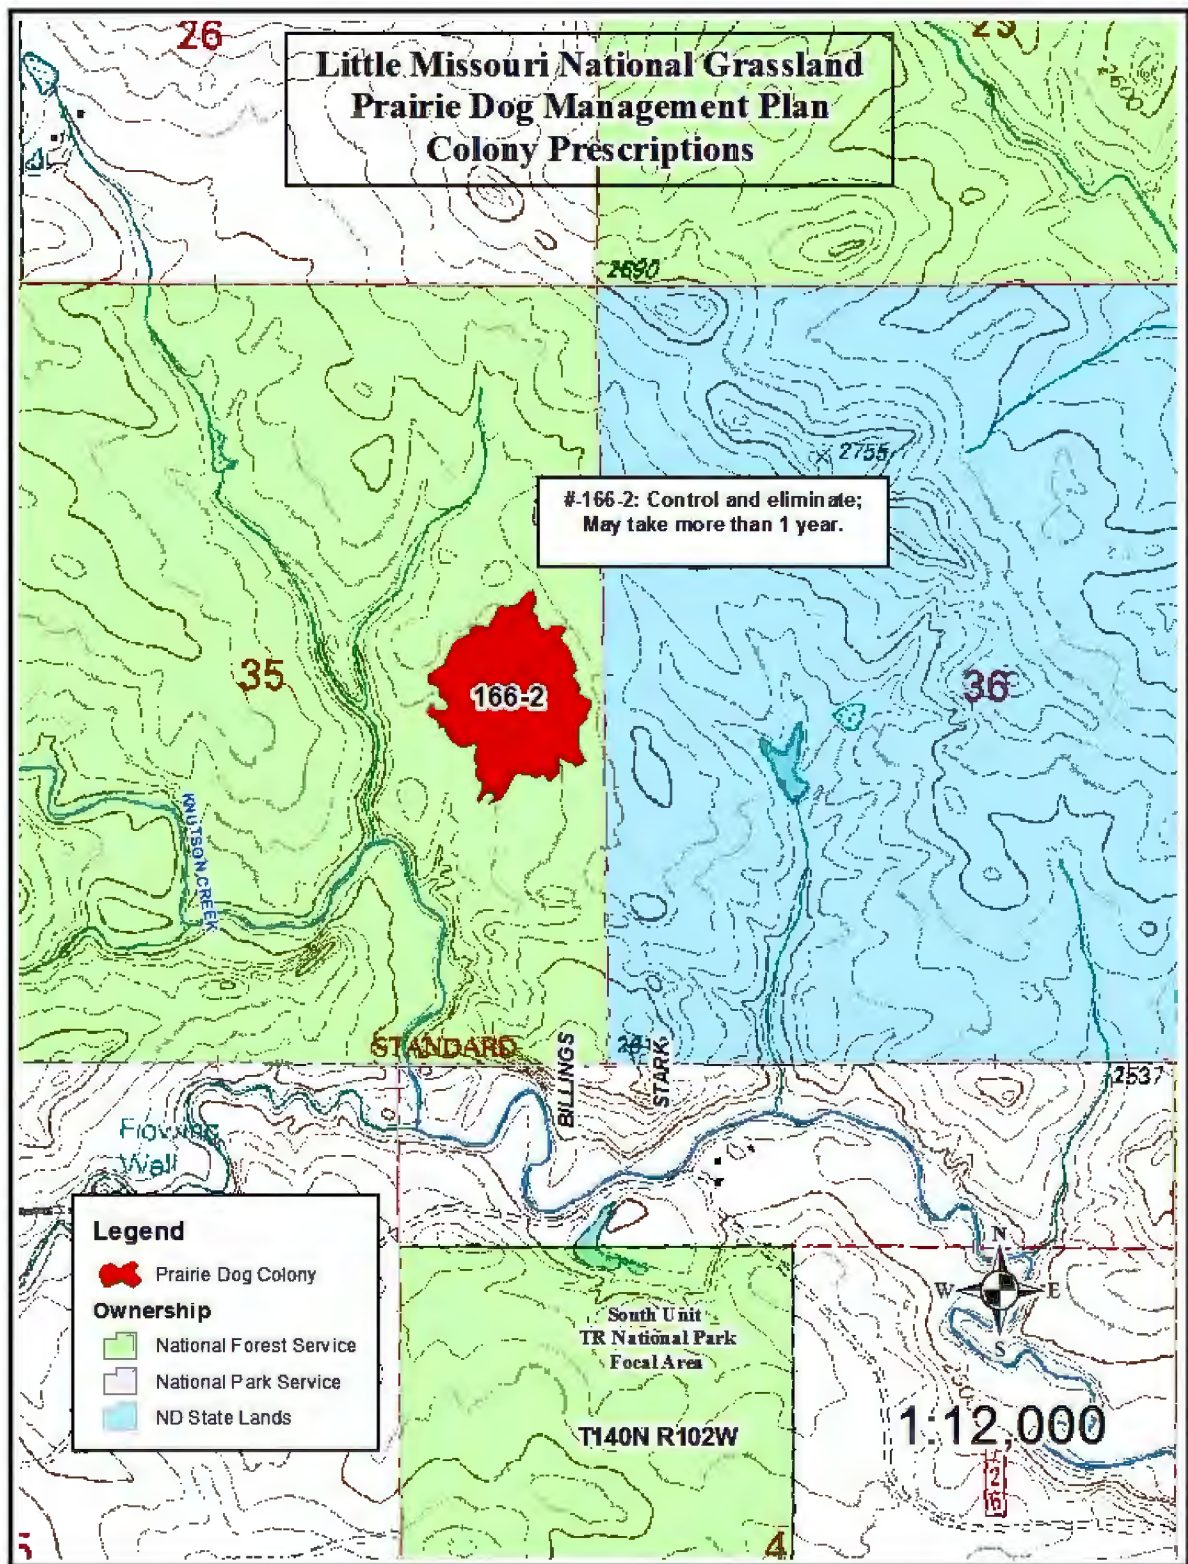 26
Little Missouri National Grassland
Prairie Dog Management Plan
Colony Prescriptions
2690
2755
#-166-2: Control and eliminate;
May take more than 1 year.
35
166-2
36
KNUTSON CREEK
STANDARD
BILLINGS
STARK
2537
Flowing
Well
Legend
Prairie Dog Colony
Ownership
National Forest Service
National Park Service
ND State Lands
N
W
E
S
South Unit
TR National Park
Focal Area
T140N R102W
1:12,000
4